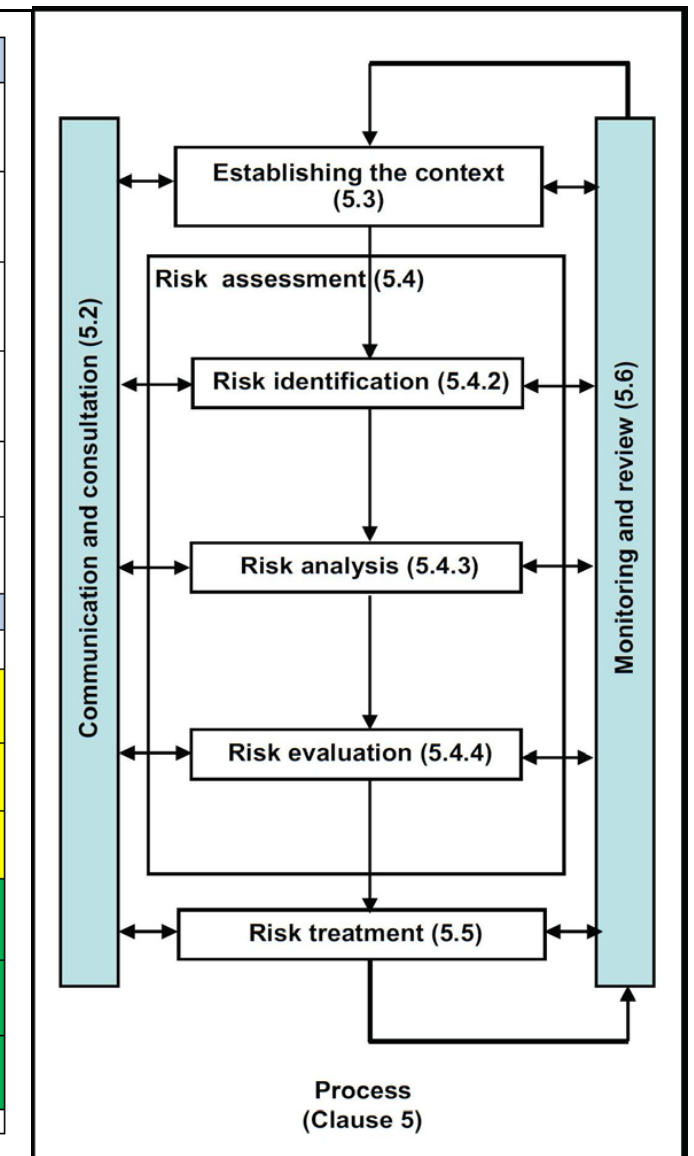 Establishing the context
(5.3)
Risk assessment (5.4)
Communication and consultation (5.2)
Risk identification (5.4.2)
Monitoring and review (5.6)
Risk analysis (5.4.3)
Risk evaluation (5.4.4)
Risk treatment (5.5)
Process
(Clause 5)